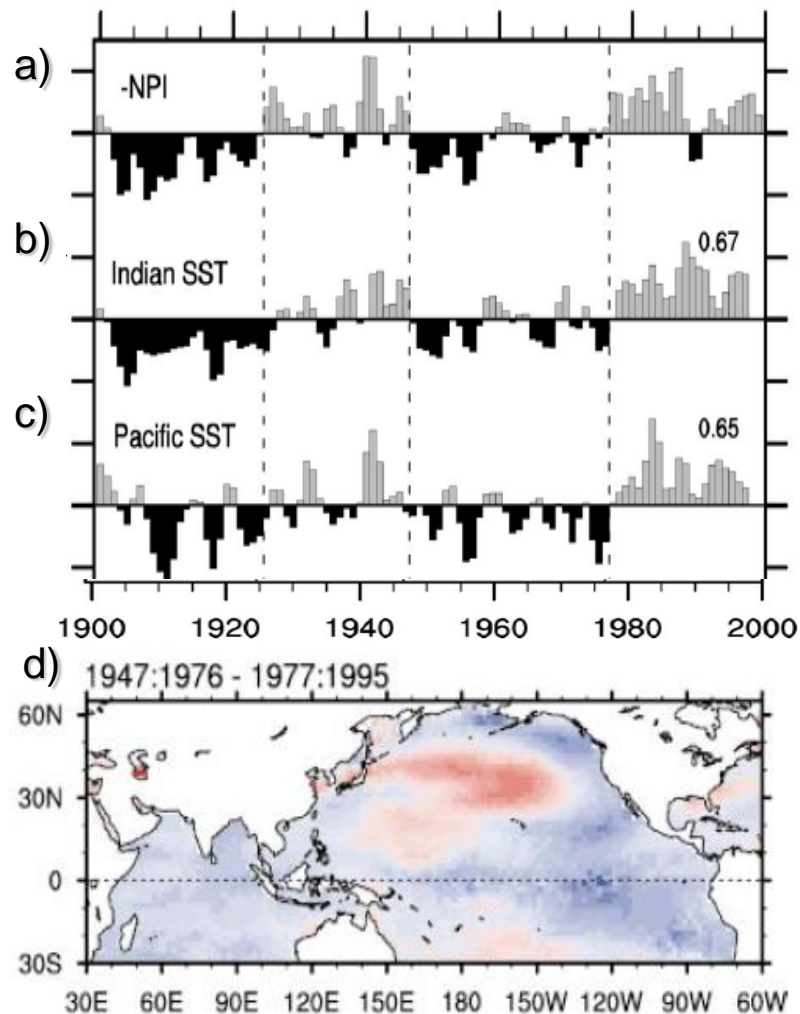 a)
-NPI
b)
0.67
Indian SST
c)
0.65
Pacific SST
1900 1920 1940 1960 1980 2000
d)
1947:1976 - 1977:1995
60N
30N
0
30S
30E 60E 90E 120E 150E 180 150W 120W 90W 60W